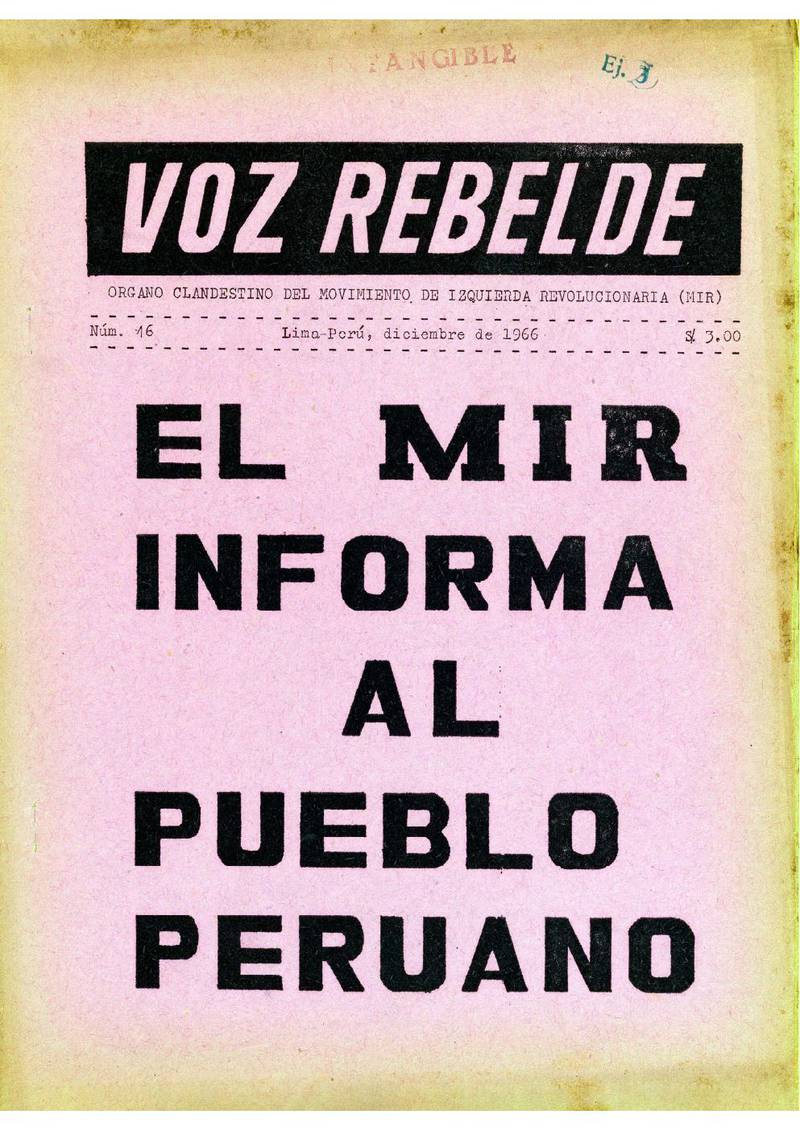 INTANGIBLE
Ej. 3
VOZ REBELDE
ORGANO CLANDESTINO DEL MOVIMIENTO DE IZQUIERDA REVOLUCIONARIA (MIR)
Núm. 16 Lima-Perú, diciembre de 1966 S/ 3.00
EL MIR
INFORMA
AL
PUEBLO
PERUANO